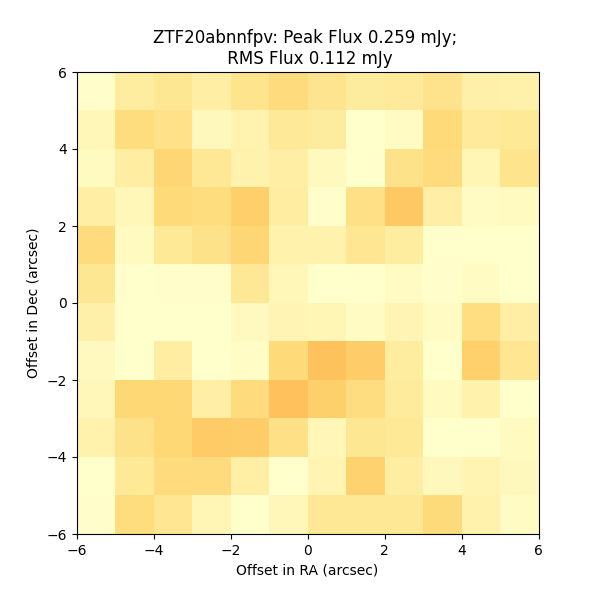 ZTF20abnnfpv: Peak Flux 0.259 mJy;
RMS Flux 0.112 mJy
6
4
2
0
−2
−4
−6
Offset in Dec (arcsec)
−6 −4 −2 0 2 4 6
Offset in RA (arcsec)